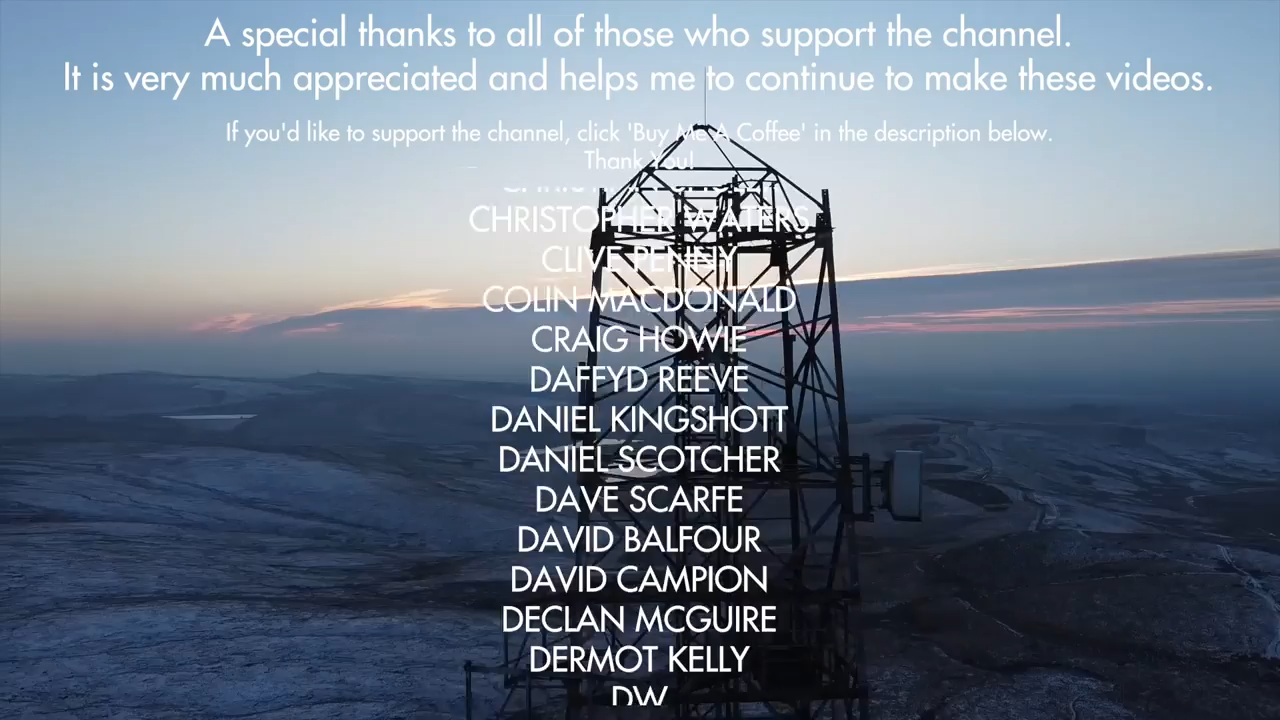 A special thanks to all of those who support the channel.
It is very much appreciated and helps me to continue to make these videos.
If you'd like to support the channel, click 'Buy Me A Coffee' in the description below.
Thank You!
CHRISTOPHER WATERS
CLIVE PENNY
COLIN MACDONALD
CRAIG HOWIE
DAFFYD REEVE
DANIEL KINGSHOTT
DANIEL SCOTCHER
DAVE SCARFE
DAVID BALFOUR
DAVID CAMPION
DECLAN MCGUIRE
DERMOT KELLY
DW